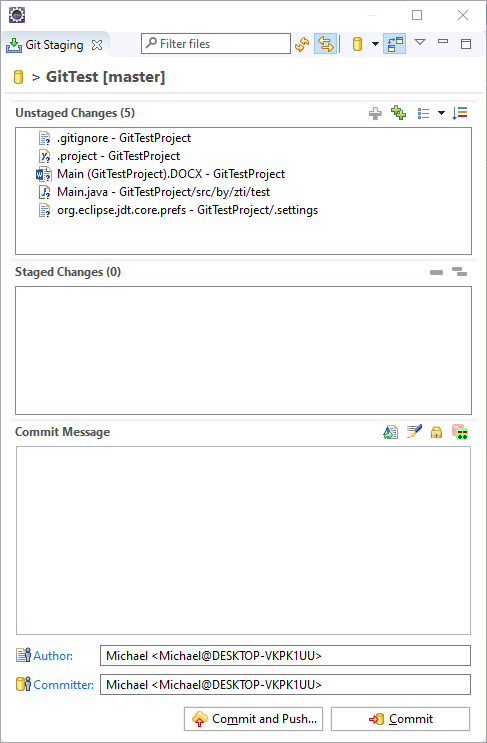 Git Staging
Filter files
> GitTest [master]
Unstaged Changes (5)
.gitignore - GitTestProject
.project - GitTestProject
Main (GitTestProject).DOCX - GitTestProject
Main.java - GitTestProject/src/by/zti/test
org.eclipse.jdt.core.prefs - GitTestProject/.settings
Staged Changes (0)
Commit Message
Author: Michael <Michael@DESKTOP-VKPK1UU>
Committer: Michael <Michael@DESKTOP-VKPK1UU>
Commit and Push... Commit